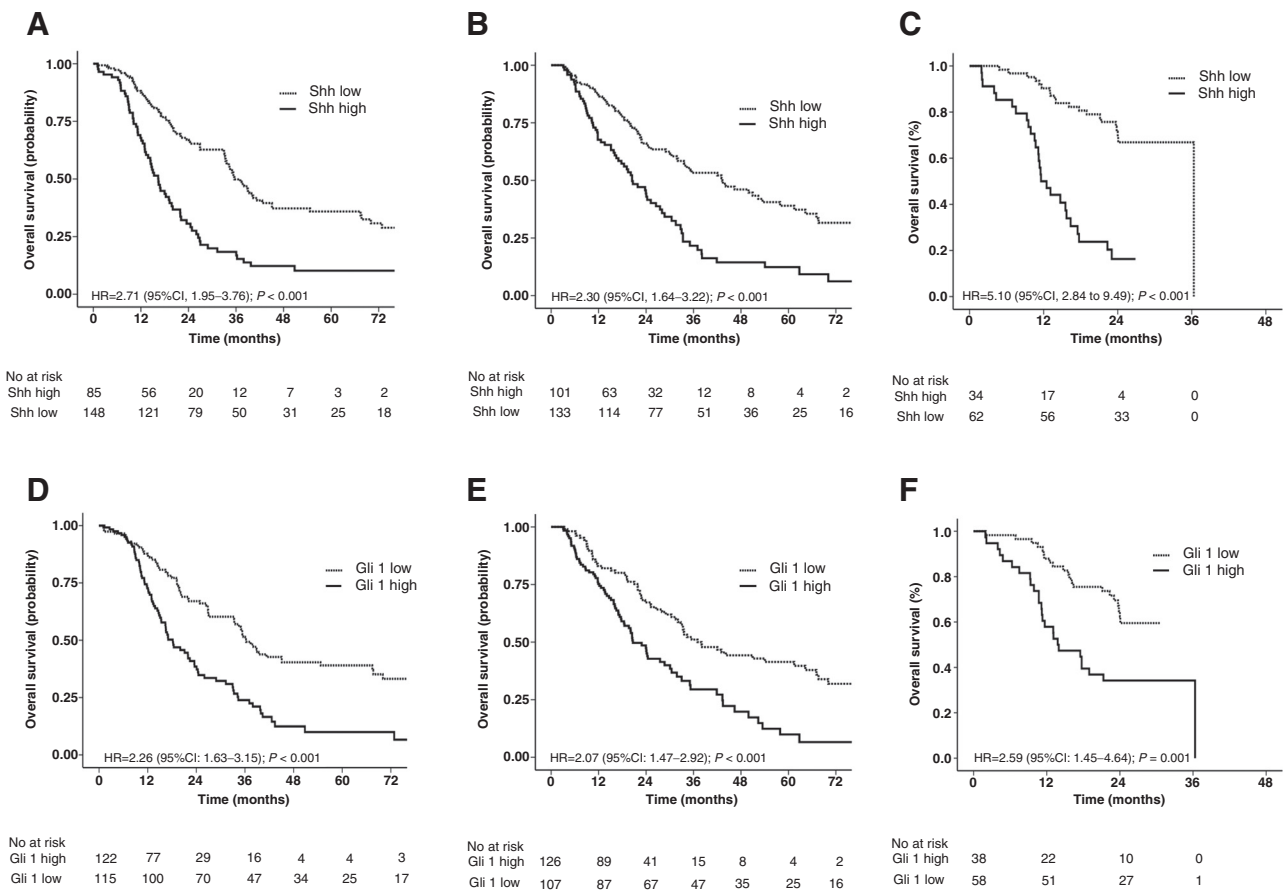 A
Overall survival (probability)
1.00
0.75
0.50
0.25
0.00
Shh low
Shh high
HR=2.71 (95%CI, 1.95–3.76); P < 0.001
0 12 24 36 48 60 72
Time (months)
No at risk
Shh high 85 56 20 12 7 3 2
Shh low 148 121 79 50 31 25 18
B
Overall survival (probability)
1.00
0.75
0.50
0.25
0.00
Shh low
Shh high
HR=2.30 (95%CI, 1.64–3.22); P < 0.001
0 12 24 36 48 60 72
Time (months)
No at risk
Shh high 101 63 32 12 8 4 2
Shh low 133 114 77 51 36 25 16
C
Overall survival (%)
1.0
0.8
0.6
0.4
0.2
0.0
Shh low
Shh high
HR=5.10 (95%CI, 2.84 to 9.49); P < 0.001
0 12 24 36 48
Time (months)
No at risk
Shh high 34 17 4 0
Shh low 62 56 33 0
D
Overall survival (probability)
1.00
0.75
0.50
0.25
0.00
Gli 1 low
Gli 1 high
HR=2.26 (95%CI: 1.63–3.15); P < 0.001
0 12 24 36 48 60 72
Time (months)
No at risk
Gli 1 high 122 77 29 16 4 4 3
Gli 1 low 115 100 70 47 34 25 17
E
Overall survival (probability)
1.00
0.75
0.50
0.25
0.00
Gli 1 low
Gli 1 high
HR=2.07 (95%CI: 1.47–2.92); P < 0.001
0 12 24 36 48 60 72
Time (months)
No at risk
Gli 1 high 126 89 41 15 8 4 2
Gli 1 low 107 87 67 47 35 25 16
F
Overall survival (%)
1.0
0.8
0.6
0.4
0.2
0.0
Gli 1 low
Gli 1 high
HR=2.59 (95%CI: 1.45–4.64); P = 0.001
0 12 24 36 48
Time (months)
No at risk
Gli 1 high 38 22 10 0
Gli 1 low 58 51 27 1